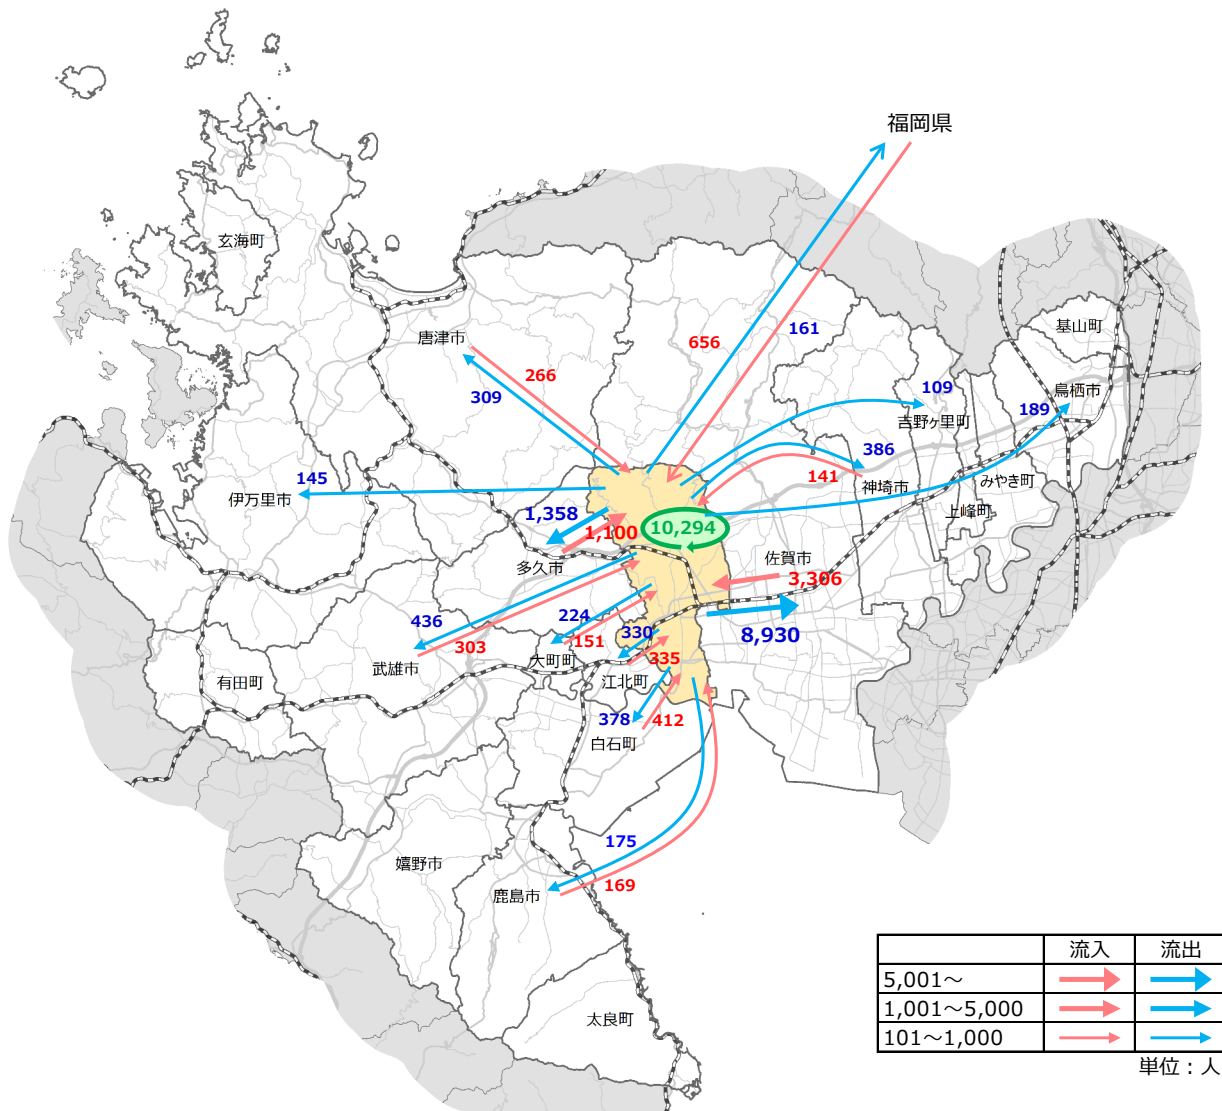 福岡県
玄海町
基山町
656
161
唐津市
266
309
109
鳥栖市
189
吉野ヶ里町
386
145
141
神埼市
みやき町
伊万里市
上峰町
1,358
1,100
10,294
多久市
佐賀市
3,306
436
224
330
8,930
303
151
武雄市
大町町
335
有田町
江北町
378
412
白石町
175
嬉野市
169
鹿島市
太良町
流入 流出
5,001～
1,001～5,000
101～1,000
単位：人